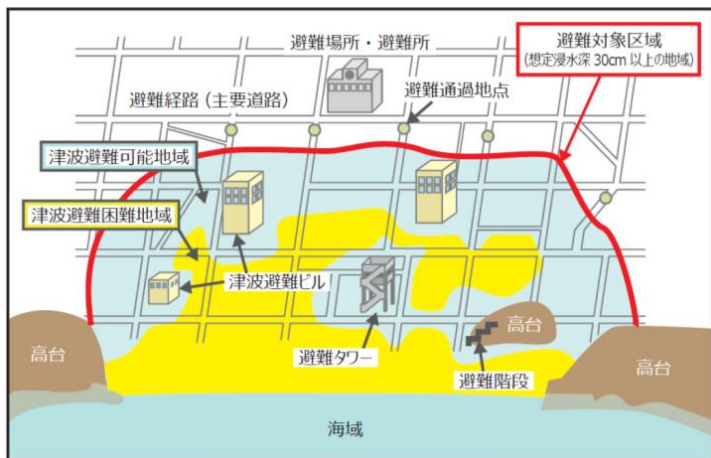 避難場所・避難所
避難対象区域
(想定浸水深 30cm 以上の地域)
避難経路(主要道路)
避難通過地点
津波避難可能地域
津波避難困難地域
津波避難ビル
高台
高台
避難タワー
避難階段
高台
海域